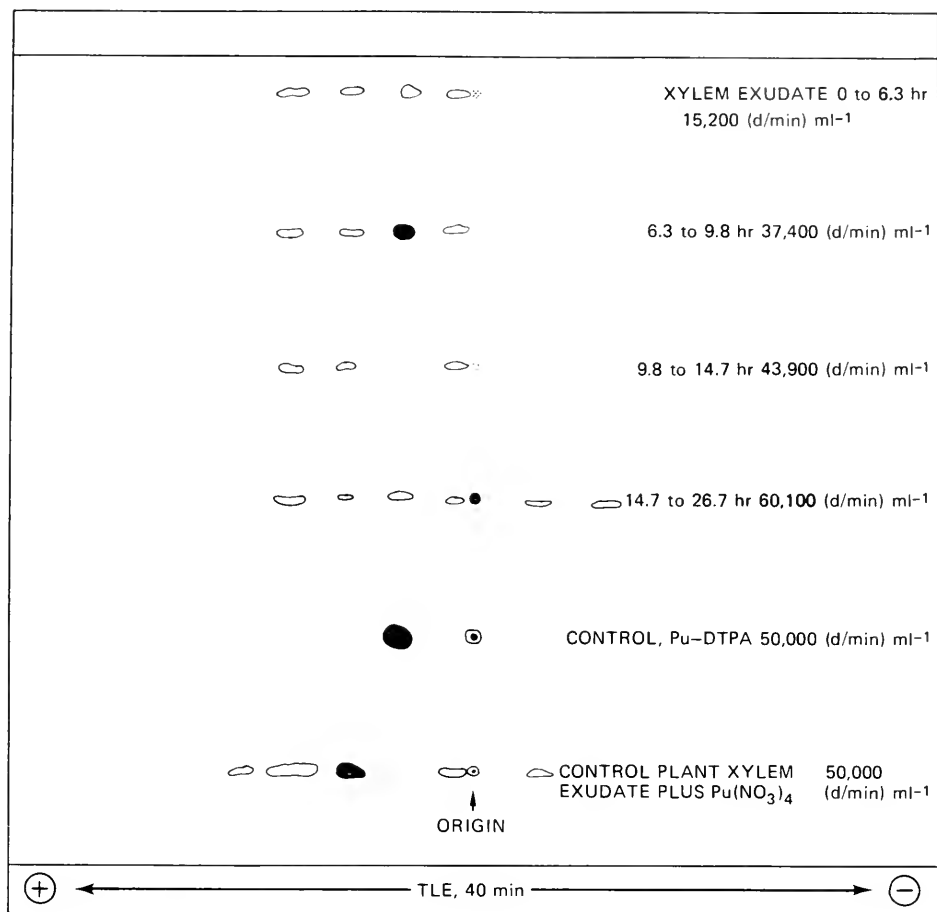 XYLEM EXUDATE 0 to 6.3 hr
15,200 (d/min) ml⁻¹
6.3 to 9.8 hr 37,400 (d/min) ml⁻¹
9.8 to 14.7 hr 43,900 (d/min) ml⁻¹
14.7 to 26.7 hr 60,100 (d/min) ml⁻¹
CONTROL, Pu–DTPA 50,000 (d/min) ml⁻¹
CONTROL PLANT XYLEM 50,000
EXUDATE PLUS Pu(NO₃)₄ (d/min) ml⁻¹
ORIGIN
+ TLE, 40 min −